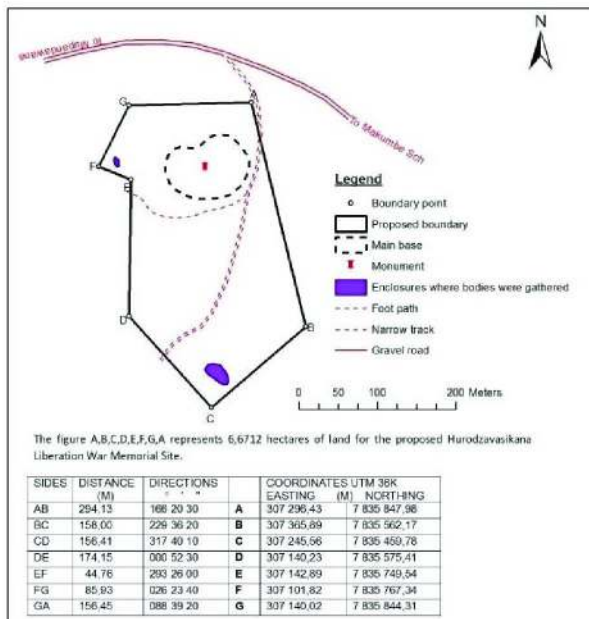 N
to Mupandawana
to Makumbe Sch
G
A
F
E
D
B
C
Legend
Boundary point
Proposed boundary
Main base
Monument
Enclosures where bodies were gathered
Foot path
Narrow track
Gravel road
0 50 100 200 Meters
The figure A,B,C,D,E,F,G,A represents 6,6712 hectares of land for the proposed Hurodzavasikana
Liberation War Memorial Site.
SIDES DISTANCE DIRECTIONS COORDINATES UTM 36K
(M) ° ' " EASTING (M) NORTHING
AB 294,13 166 20 30 A 307 296,43 7 835 847,98
BC 158,00 229 36 20 B 307 365,89 7 835 562,17
CD 156,41 317 40 10 C 307 245,56 7 835 459,78
DE 174,15 000 52 30 D 307 140,23 7 835 575,41
EF 44,76 293 26 00 E 307 142,89 7 835 749,54
FG 85,93 026 23 40 F 307 101,82 7 835 767,34
GA 156,45 088 39 20 G 307 140,02 7 835 844,31